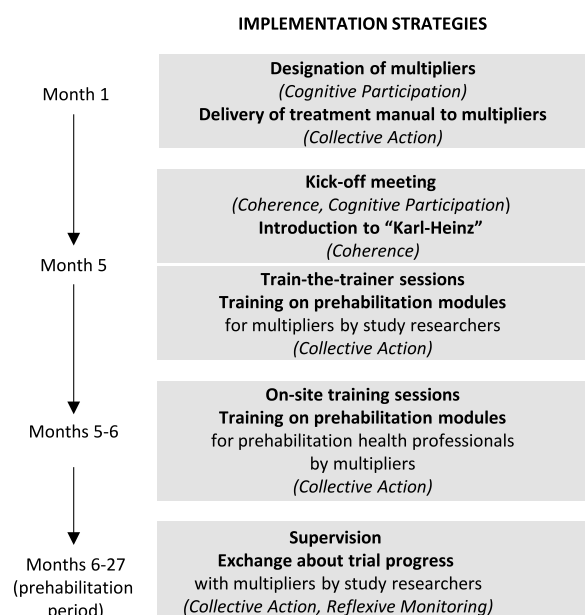 IMPLEMENTATION STRATEGIES
Month 1
Designation of multipliers
(Cognitive Participation)
Delivery of treatment manual to multipliers
(Collective Action)
Kick-off meeting
(Coherence, Cognitive Participation)
Introduction to “Karl-Heinz”
(Coherence)
Month 5
Train-the-trainer sessions
Training on prehabilitation modules
for multipliers by study researchers
(Collective Action)
Months 5-6
On-site training sessions
Training on prehabilitation modules
for prehabilitation health professionals
by multipliers
(Collective Action)
Months 6-27
(prehabilitation
period)
Supervision
Exchange about trial progress
with multipliers by study researchers
(Collective Action, Reflexive Monitoring)